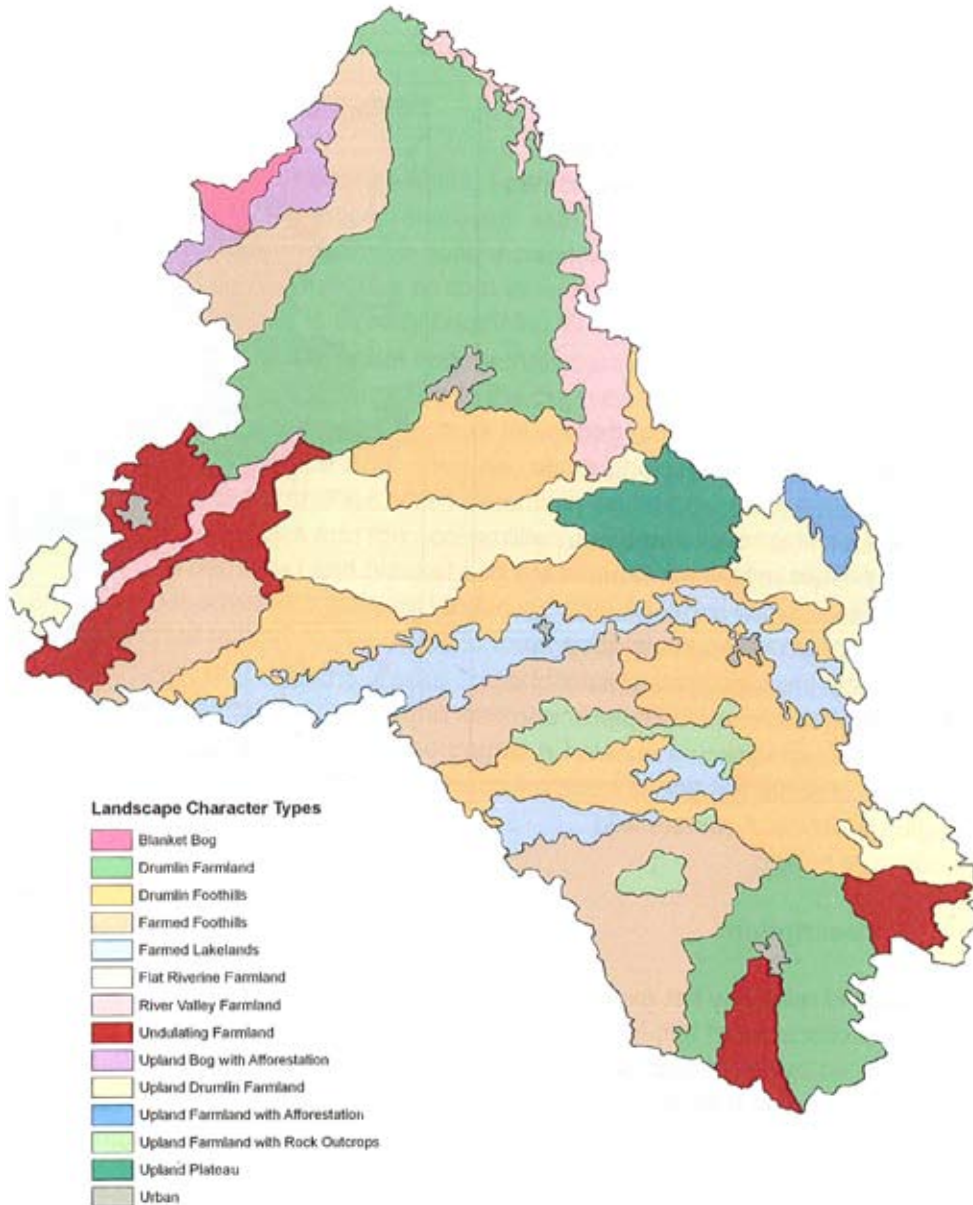 Landscape Character Types
Blanket Bog
Drumlin Farmland
Drumlin Foothills
Farmed Foothills
Farmed Lakelands
Flat Riverine Farmland
River Valley Farmland
Undulating Farmland
Upland Bog with Afforestation
Upland Drumlin Farmland
Upland Farmland with Afforestation
Upland Farmland with Rock Outcrops
Upland Plateau
Urban